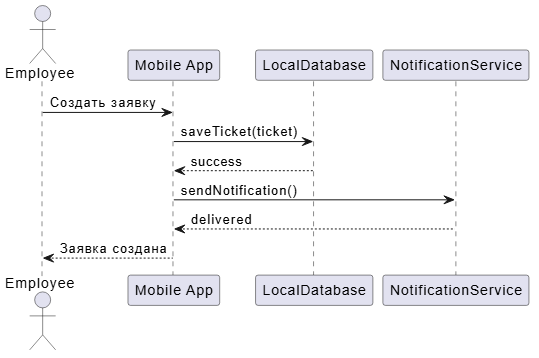 Employee
Mobile App
LocalDatabase
NotificationService
Создать заявку
saveTicket(ticket)
success
sendNotification()
delivered
Заявка создана
Employee
Mobile App
LocalDatabase
NotificationService